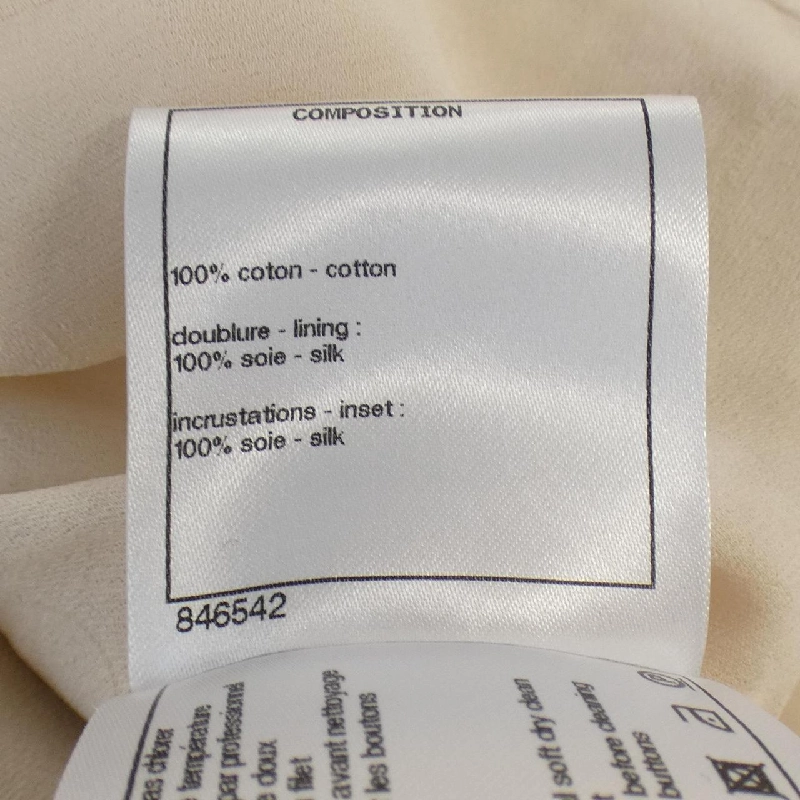 COMPOSITION
100% coton - cotton
doublure - lining :
100% soie - silk
incrustations - inset :
100% soie - silk
846542
as chlorer
température
par professionnel
doux
filet
avant nettoyage
les boutons
soft dry clean
before cleaning
buttons